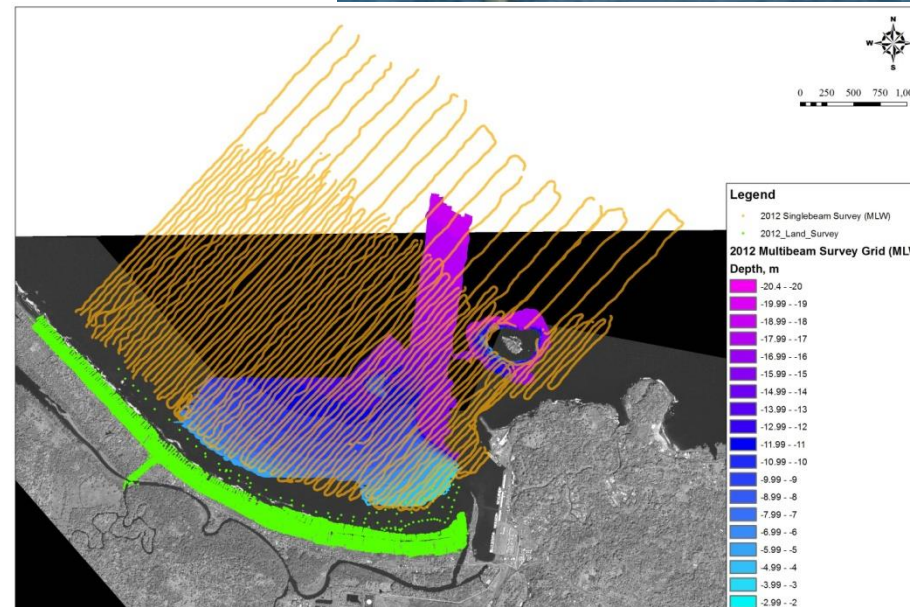 N
W E
S
0 250 500 750 1,00
Legend
2012 Singlebeam Survey (MLW)
2012_Land_Survey
2012 Multibeam Survey Grid (ML
Depth, m
-20.4 - -20
-19.99 - -19
-18.99 - -18
-17.99 - -17
-16.99 - -16
-15.99 - -15
-14.99 - -14
-13.99 - -13
-12.99 - -12
-11.99 - -11
-10.99 - -10
-9.99 - -9
-8.99 - -8
-7.99 - -7
-6.99 - -6
-5.99 - -5
-4.99 - -4
-3.99 - -3
-2.99 - -2